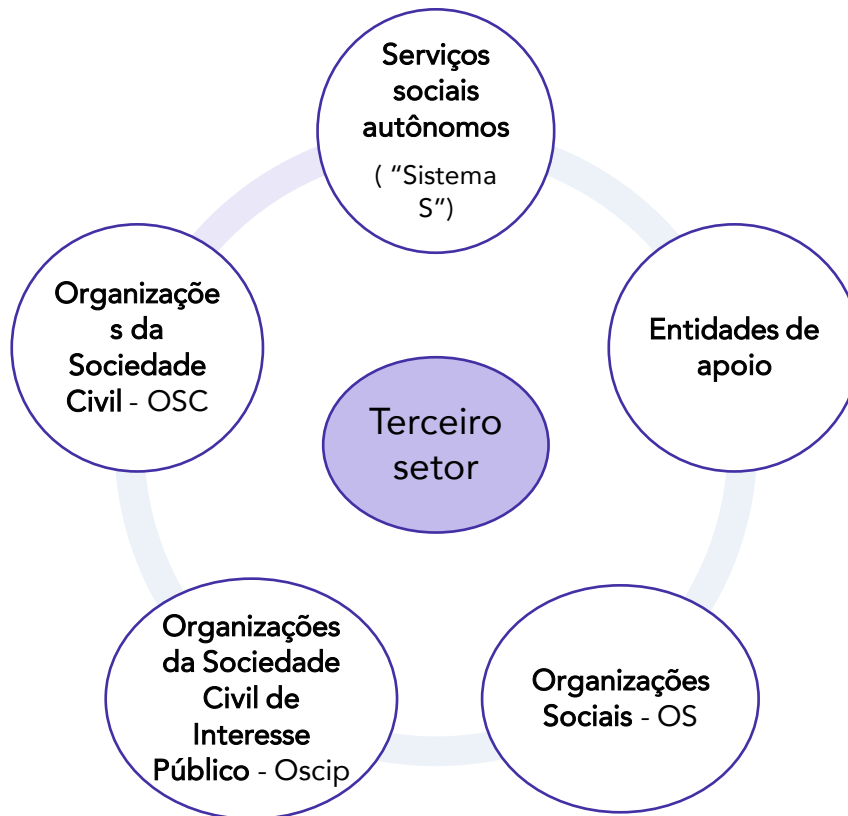 Serviços
sociais
autônomos
( “Sistema
S”)
Organizaçõe
s da
Sociedade
Civil - OSC
Entidades de
apoio
Terceiro
setor
Organizações
da Sociedade
Civil de
Interesse
Público - Oscip
Organizações
Sociais - OS